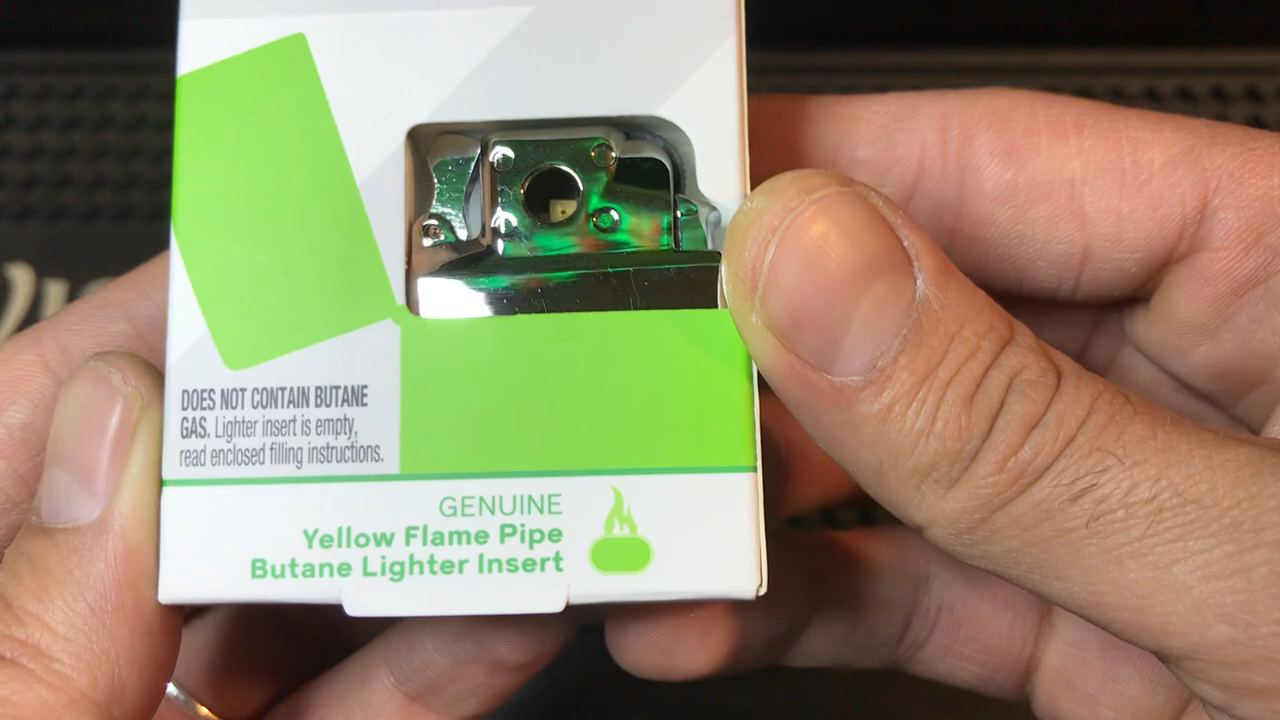 DOES NOT CONTAIN BUTANE
GAS. Lighter insert is empty,
read enclosed filling instructions.
GENUINE
Yellow Flame Pipe
Butane Lighter Insert